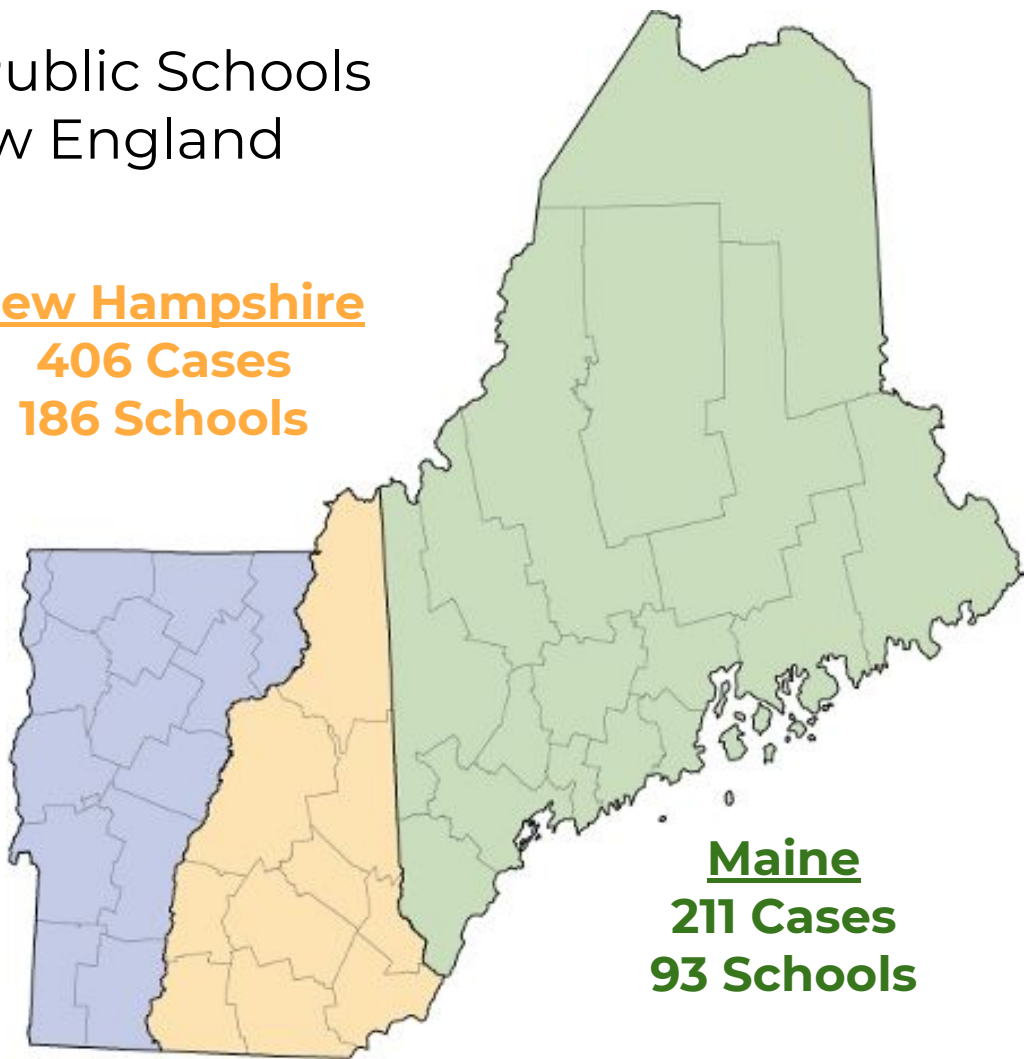 ublic Schools
w England
ew Hampshire
406 Cases
186 Schools
Maine
211 Cases
93 Schools